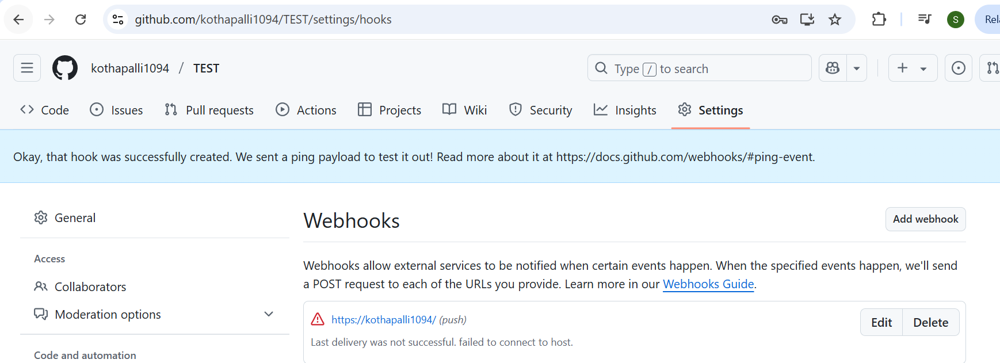 github.com/kothapalli1094/TEST/settings/hooks
S
kothapalli1094 / TEST
Type / to search
Code Issues Pull requests Actions Projects Wiki Security Insights Settings
Okay, that hook was successfully created. We sent a ping payload to test it out! Read more about it at https://docs.github.com/webhooks/#ping-event.
General
Access
Collaborators
Moderation options
Code and automation
Webhooks
Add webhook
Webhooks allow external services to be notified when certain events happen. When the specified events happen, we'll send
a POST request to each of the URLs you provide. Learn more in our Webhooks Guide.
https://kothapalli1094/ (push)
Edit Delete
Last delivery was not successful. failed to connect to host.